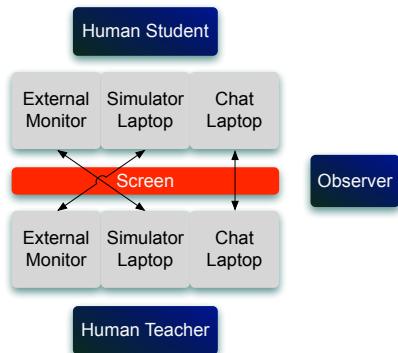 Human Student
External
Monitor
Simulator
Laptop
Chat
Laptop
Screen
Observer
External
Monitor
Simulator
Laptop
Chat
Laptop
Human Teacher